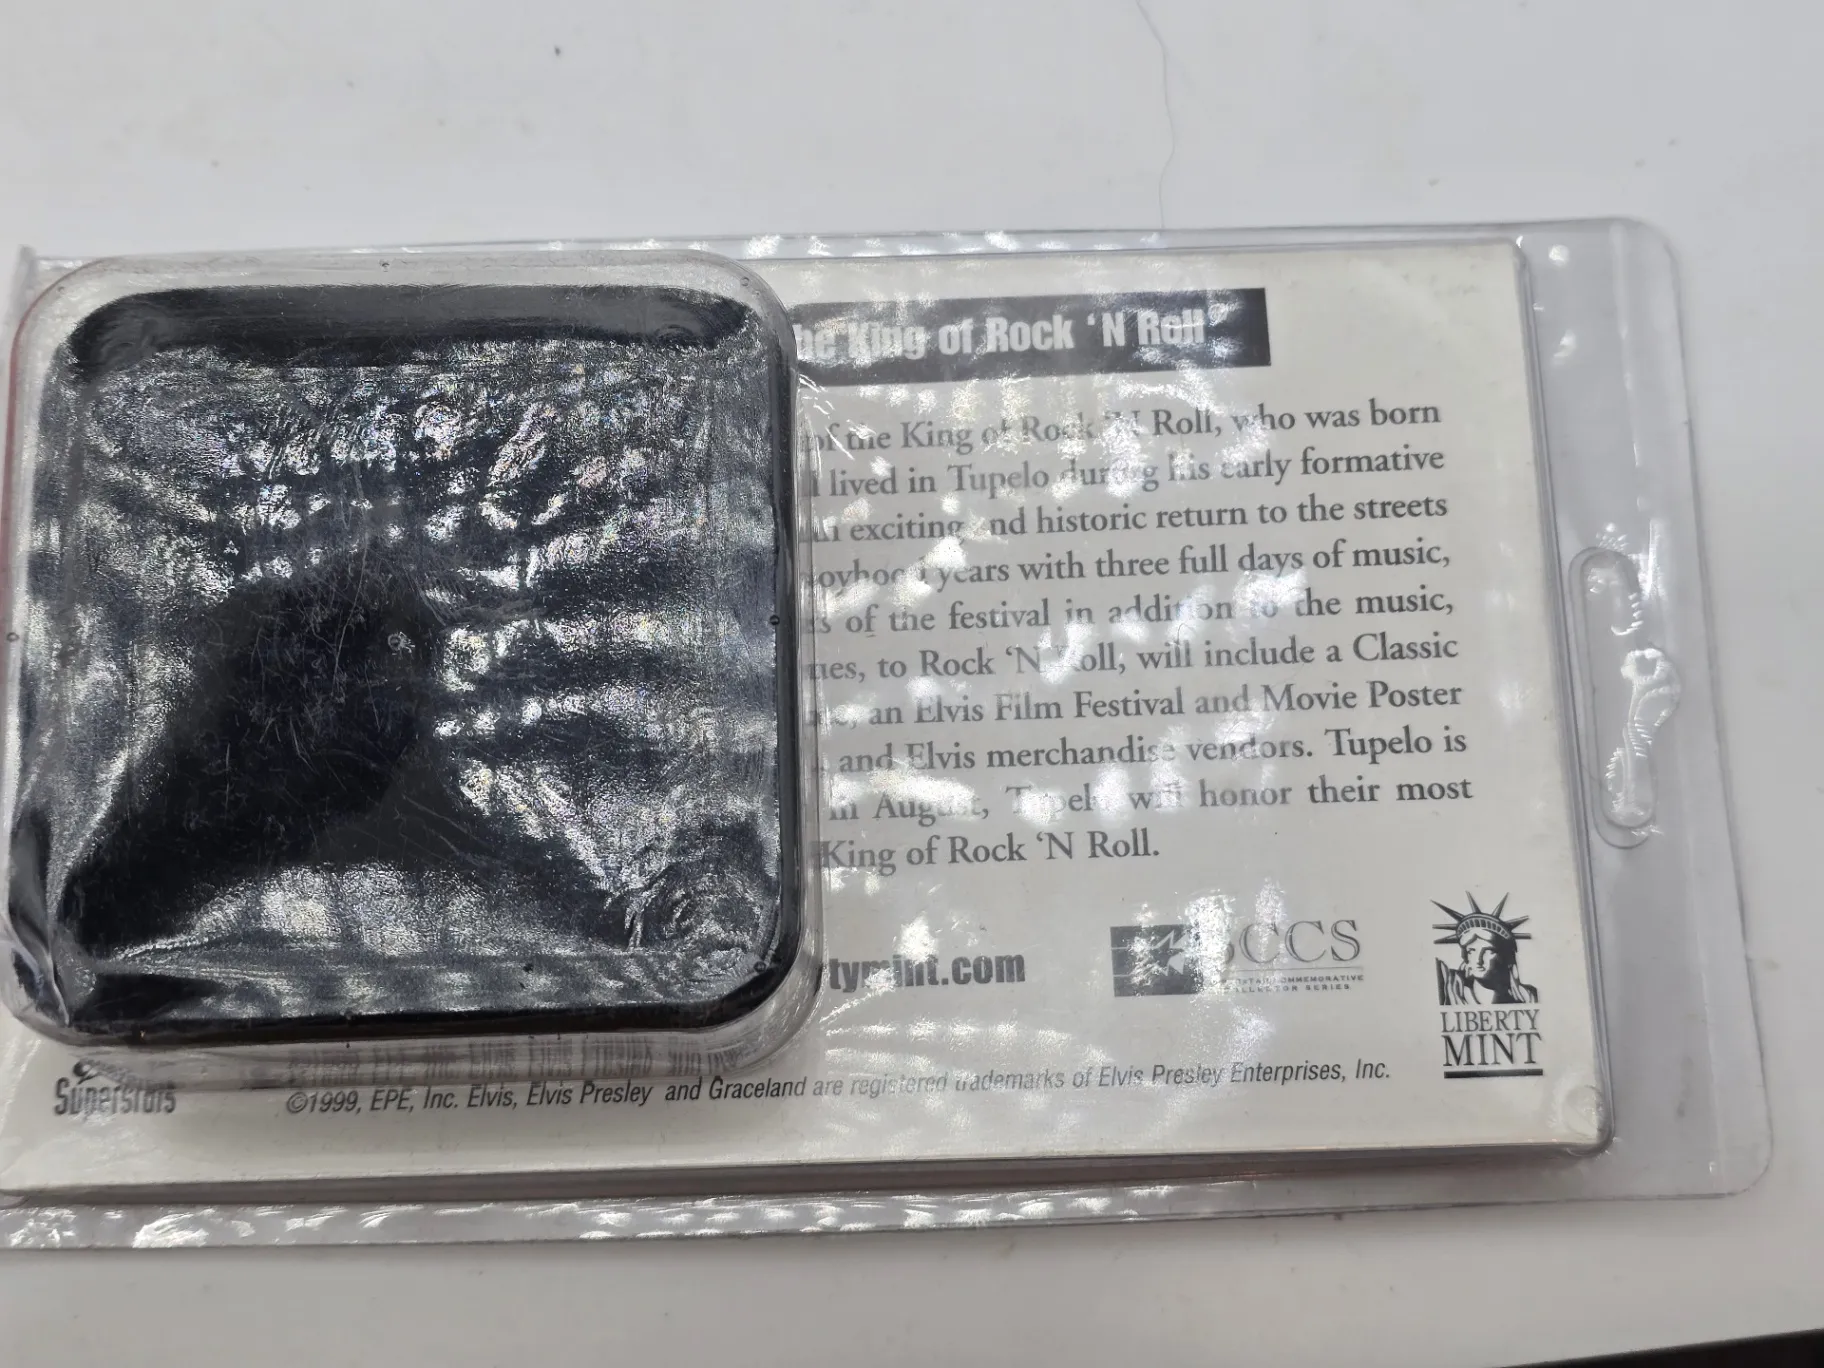 King of Rock ‘N Roll
of the King of Rock ‘N Roll, who was born
lived in Tupelo during his early formative
exciting and historic return to the streets
years with three full days of music,
of the festival in addition to the music,
to Rock ‘N Roll, will include a Classic
an Elvis Film Festival and Movie Poster
and Elvis merchandise vendors. Tupelo is
in August, Tupelo will honor their most
King of Rock ‘N Roll.
tymint.com
CCS
COMMEMORATIVE
SERIES
LIBERTY
MINT
Superstars
©1999, EPE, Inc. Elvis, Elvis Presley and Graceland are registered trademarks of Elvis Presley Enterprises, Inc.